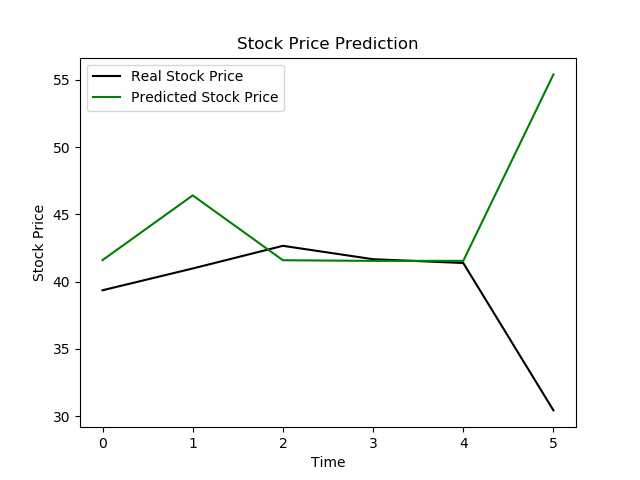 Stock Price Prediction
Real Stock Price
Predicted Stock Price
Stock Price
55
50
45
40
35
30
0 1 2 3 4 5
Time